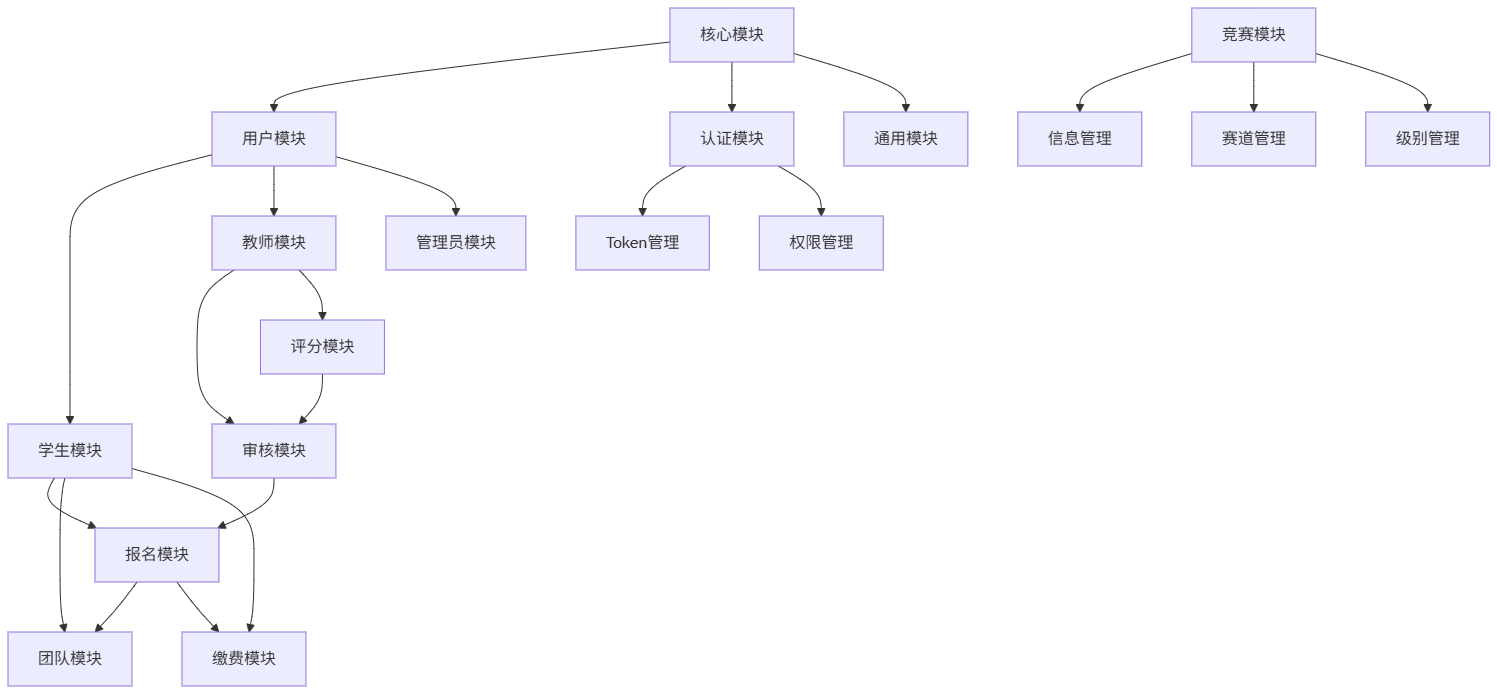 核心模块
竞赛模块
用户模块
认证模块
通用模块
信息管理
赛道管理
级别管理
教师模块
管理员模块
Token管理
权限管理
评分模块
学生模块
审核模块
报名模块
团队模块
缴费模块